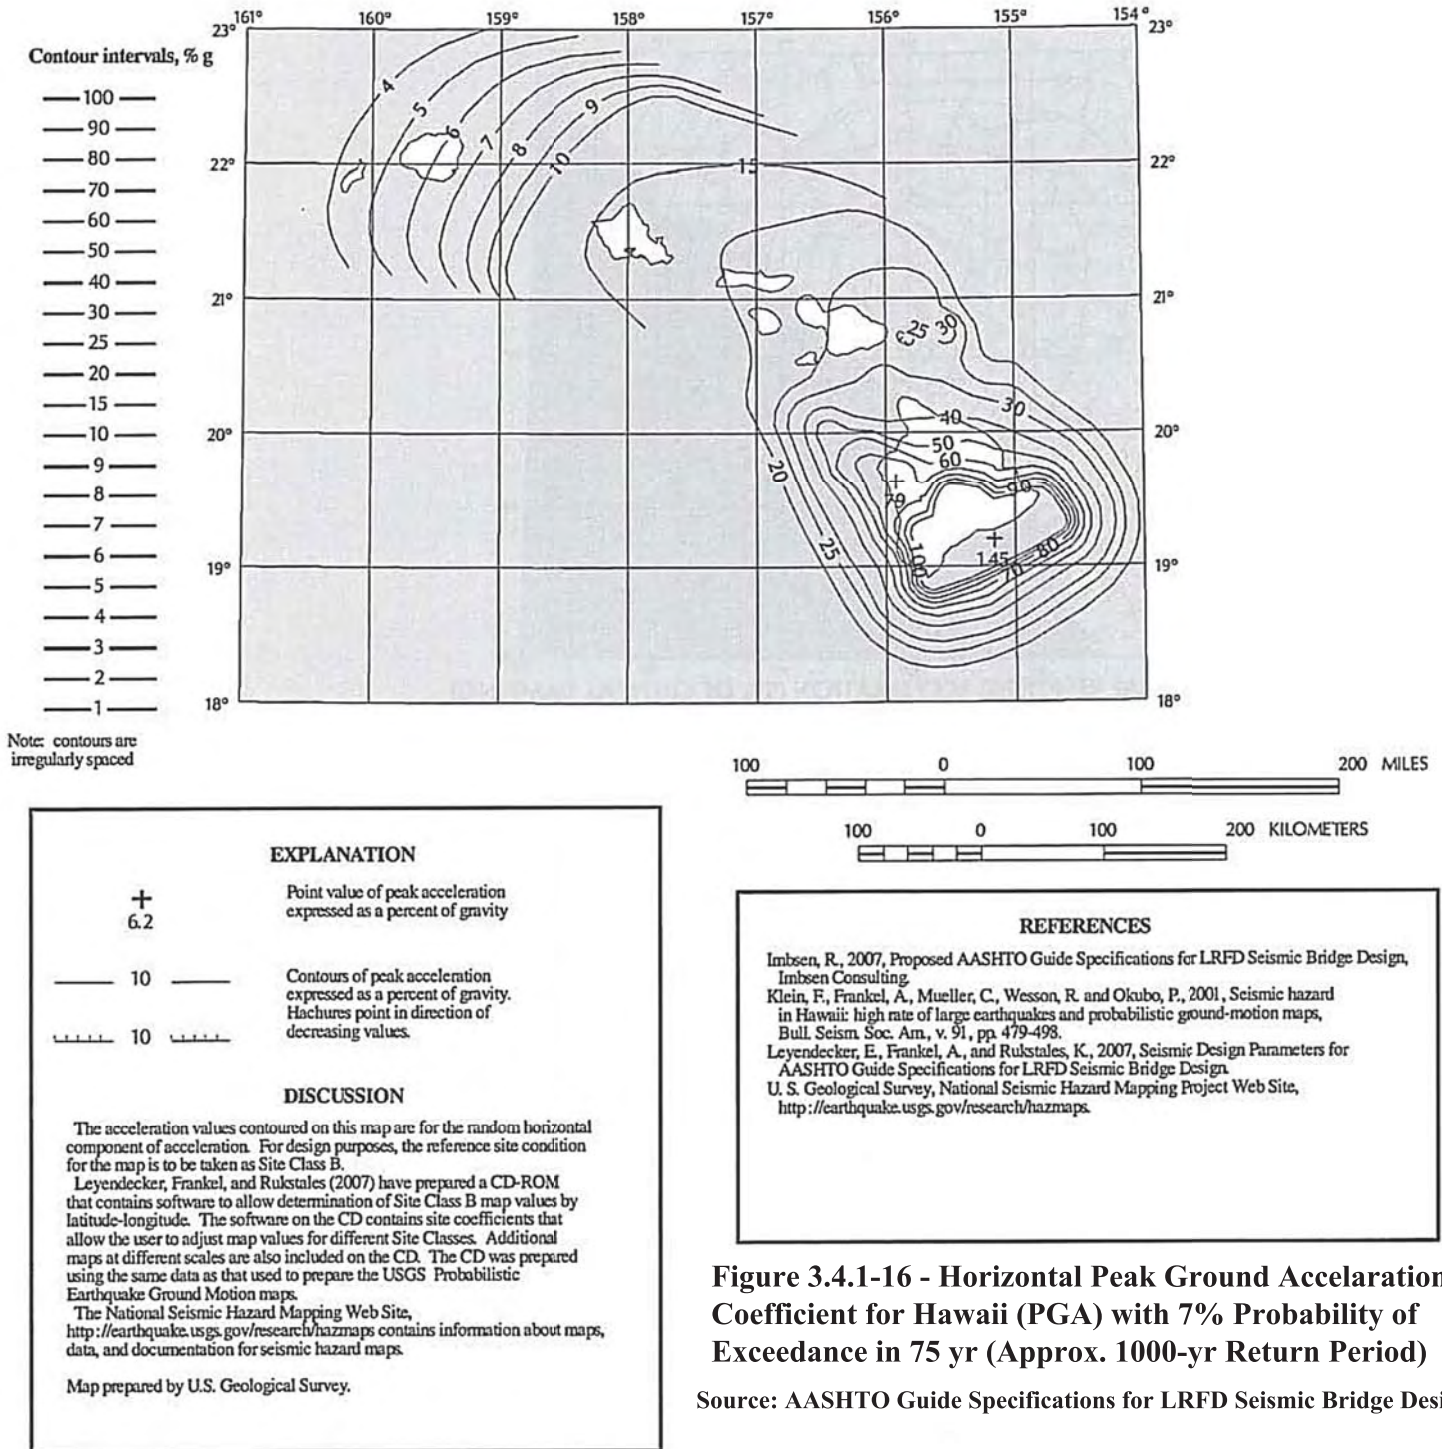 161°
160°
159°
158°
157°
156°
155°
154°
23°
23°
22°
22°
21°
21°
20°
20°
19°
19°
18°
18°
Contour intervals, % g
100
90
80
70
60
50
40
30
25
20
15
10
9
8
7
6
5
4
3
2
1
Note: contours are
irregularly spaced
4
5
6
7
8
9
10
15
25
30
30
40
50
60
20
79
90
25
100
145
80
70
100 0 100 200 MILES
100 0 100 200 KILOMETERS
EXPLANATION
+
6.2
Point value of peak acceleration
expressed as a percent of gravity
10
10
Contours of peak acceleration
expressed as a percent of gravity.
Hachures point in direction of
decreasing values.
DISCUSSION
The acceleration values contoured on this map are for the random horizontal
component of acceleration. For design purposes, the reference site condition
for the map is to be taken as Site Class B.
Leyendecker, Frankel, and Rukstales (2007) have prepared a CD-ROM
that contains software to allow determination of Site Class B map values by
latitude-longitude. The software on the CD contains site coefficients that
allow the user to adjust map values for different Site Classes. Additional
maps at different scales are also included on the CD. The CD was prepared
using the same data as that used to prepare the USGS Probabilistic
Earthquake Ground Motion maps.
The National Seismic Hazard Mapping Web Site,
http://earthquake.usgs.gov/research/hazmaps contains information about maps,
data, and documentation for seismic hazard maps.
Map prepared by U.S. Geological Survey.
REFERENCES
Imbsen, R., 2007, Proposed AASHTO Guide Specifications for LRFD Seismic Bridge Design,
Imbsen Consulting.
Klein, F., Frankel, A., Mueller, C., Wesson, R. and Okubo, P., 2001, Seismic hazard
in Hawaii: high rate of large earthquakes and probabilistic ground-motion maps,
Bull. Seism. Soc. Am., v. 91, pp. 479-498.
Leyendecker, E., Frankel, A., and Rukstales, K., 2007, Seismic Design Parameters for
AASHTO Guide Specifications for LRFD Seismic Bridge Design.
U. S. Geological Survey, National Seismic Hazard Mapping Project Web Site,
http://earthquake.usgs.gov/research/hazmaps.
Figure 3.4.1-16 - Horizontal Peak Ground Accelaration
Coefficient for Hawaii (PGA) with 7% Probability of
Exceedance in 75 yr (Approx. 1000-yr Return Period)
Source: AASHTO Guide Specifications for LRFD Seismic Bridge Desi